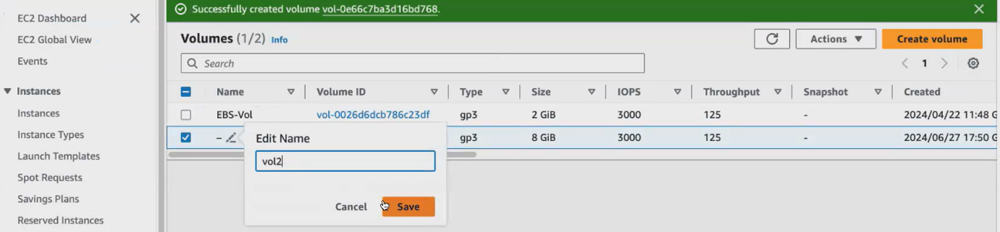 EC2 Dashboard
EC2 Global View
Events
Instances
Instances
Instance Types
Launch Templates
Spot Requests
Savings Plans
Reserved Instances
Successfully created volume vol-0e66c7ba3d16bd768.
Volumes (1/2) Info
Actions
Create volume
Search
1
Name Volume ID Type Size IOPS Throughput Snapshot Created
EBS-Vol vol-0026d6dcb786c23df gp3 2 GiB 3000 125 - 2024/04/22 11:48 G
– gp3 8 GiB 3000 125 - 2024/06/27 17:50 G
Edit Name
vol2
Cancel Save